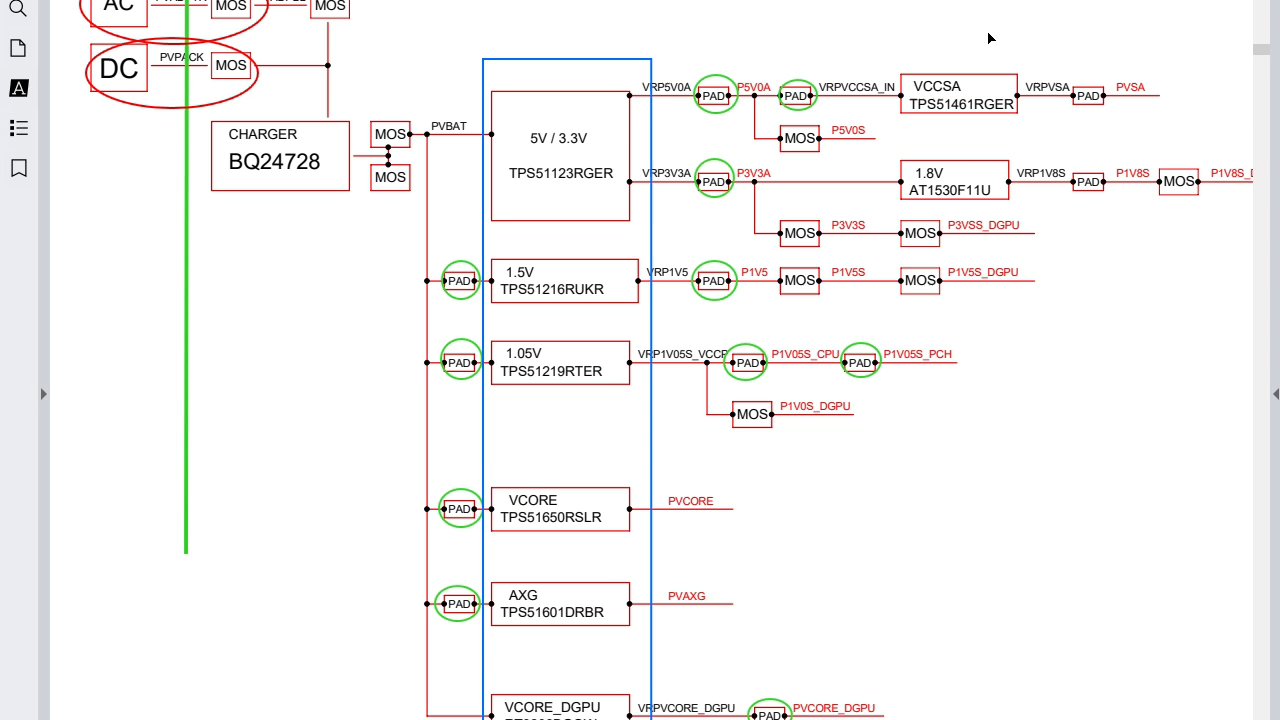 AC
MOS
MOS
DC
PVPACK
MOS
CHARGER
BQ24728
MOS
MOS
PVBAT
5V / 3.3V
TPS51123RGER
VRP5V0A
PAD
P5V0A
PAD
VRPVCCSA_IN
VCCSA
TPS51461RGER
VRPVSA
PAD
PVSA
MOS
P5V0S
VRP3V3A
PAD
P3V3A
1.8V
AT1530F11U
VRP1V8S
PAD
P1V8S
MOS
MOS
P3V3S
MOS
P3VSS_DGPU
PAD
1.5V
TPS51216RUKR
VRP1V5
PAD
P1V5
MOS
P1V5S
MOS
P1V5S_DGPU
PAD
1.05V
TPS51219RTER
VRP1V05S_VCCP
PAD
P1V05S_CPU
PAD
P1V05S_PCH
MOS
P1V0S_DGPU
PAD
VCORE
TPS51650RSLR
PVCORE
PAD
AXG
TPS51601DRBR
PVAXG
VCORE_DGPU
VRPVCORE_DGPU
PAD
PVCORE_DGPU